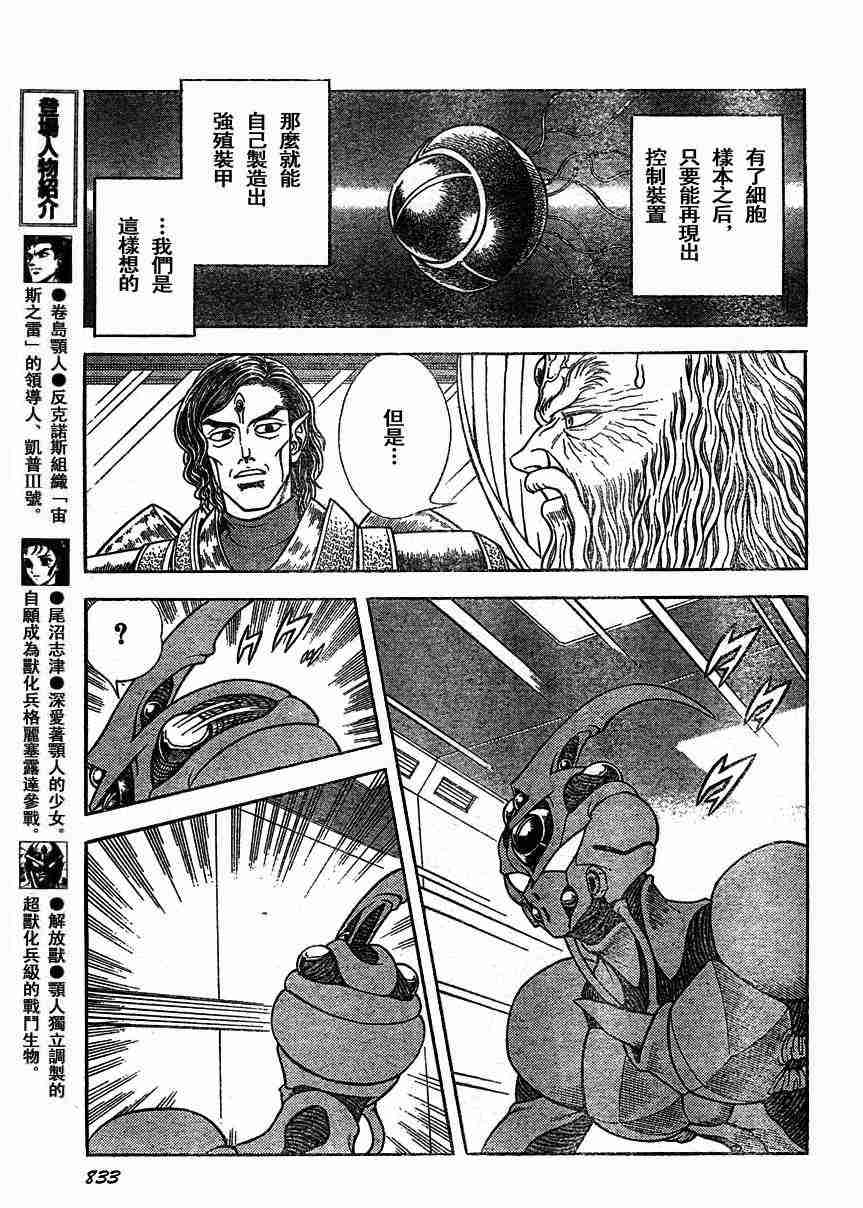 有了細胞
樣本之后，
只要能再現出
控制裝置
那麼就能
自己製造出
強殖裝甲
…我們是
這樣想的
但是…
？
登場人物紹介
●卷島顎人●反克諾斯組織「宙
斯之雷」的領導人、凱普III號。
●尾沼志津●深愛著顎人的少女。
自願成為獸化兵格麗塞露達參戰。
●解放獸●顎人獨立調製的
超獸化兵級的戰鬥生物。
833